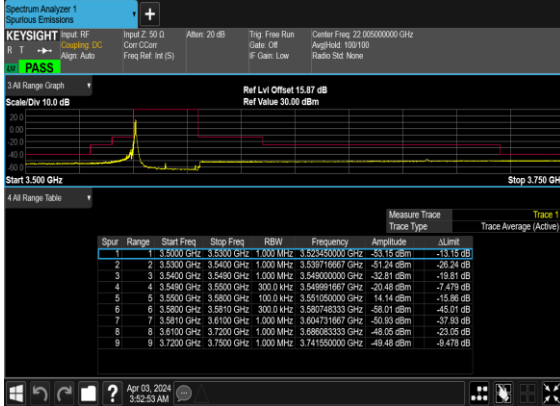 Spectrum Analyzer 1
Spurious Emissions
+
KEYSIGHT Input: RF Input Z: 50 Ω Atten: 20 dB Trig: Free Run Center Freq: 22.005000000 GHz
R T Coupling: DC Corr CCorr Gate: Off Avg|Hold: 100/100
Align: Auto Freq Ref: Int (S) IF Gain: Low Radio Std: None
LXI PASS
3 All Range Graph
Ref Lvl Offset 15.87 dB
Scale/Div 10.0 dB Ref Value 30.00 dBm
20.0
0.00
-20.0
-40.0
-60.0
Start 3.500 GHz Stop 3.750 GH
4 All Range Table
Measure Trace Trace 1
Trace Type Trace Average (Active)
Spur Range Start Freq Stop Freq RBW Frequency Amplitude ΔLimit
1 1 3.5000 GHz 3.5300 GHz 1.000 MHz 3.523450000 GHz -53.15 dBm -13.15 dB
2 2 3.5300 GHz 3.5400 GHz 1.000 MHz 3.539716667 GHz -51.24 dBm -26.24 dB
3 3 3.5400 GHz 3.5490 GHz 1.000 MHz 3.549000000 GHz -32.81 dBm -19.81 dB
4 4 3.5490 GHz 3.5500 GHz 300.0 kHz 3.549991667 GHz -20.48 dBm -7.479 dB
5 5 3.5500 GHz 3.5800 GHz 100.0 kHz 3.551050000 GHz 14.14 dBm -15.86 dB
6 6 3.5800 GHz 3.5810 GHz 300.0 kHz 3.580748333 GHz -58.01 dBm -45.01 dB
7 7 3.5810 GHz 3.6100 GHz 1.000 MHz 3.604731667 GHz -50.93 dBm -37.93 dB
8 8 3.6100 GHz 3.7200 GHz 1.000 MHz 3.686083333 GHz -48.05 dBm -23.05 dB
9 9 3.7200 GHz 3.7500 GHz 1.000 MHz 3.741550000 GHz -49.48 dBm -9.478 dB
? Apr 03, 2024
3:52:53 AM